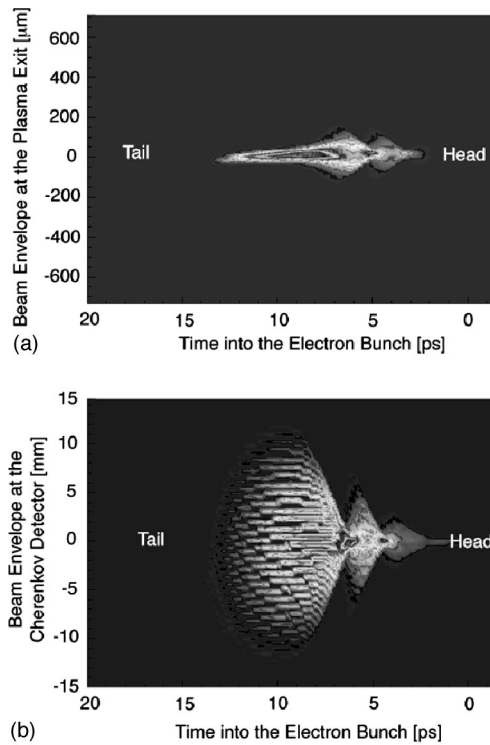 Beam Envelope at the Plasma Exit [µm]
600
400
200
0
-200
-400
-600
Tail
Head
20
15
10
5
0
(a)
Time into the Electron Bunch [ps]
Beam Envelope at the
Cherenkov Detector [mm]
15
10
5
0
-5
-10
-15
Tail
Head
20
15
10
5
0
(b)
Time into the Electron Bunch [ps]